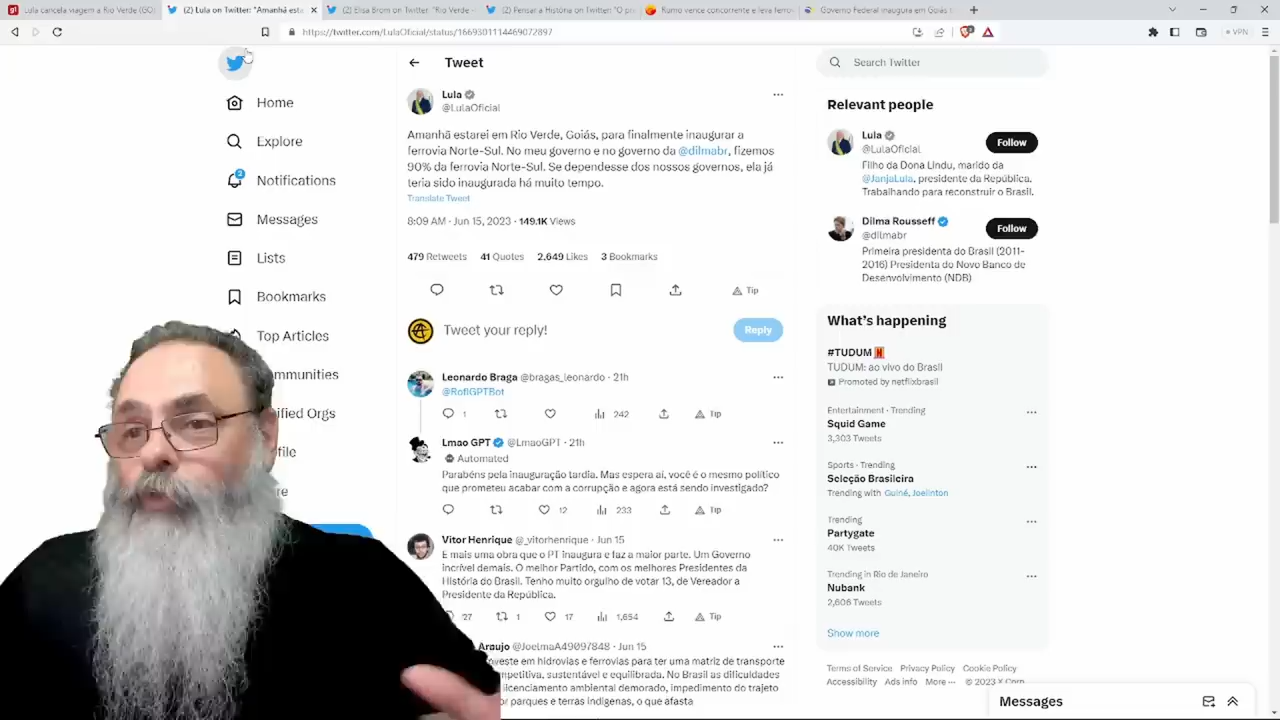 (2) Lula cancela viagem a Rio Verde (GO)
(2) Lula on Twitter: "Amanhã esta
(2) Elisa Brom on Twitter: "Rio Verde -
(2) Pensar a História on Twitter: "O pr
Rumo vence concorrente e leva ferrov
Governo Federal inaugura em Goiás t
https://twitter.com/LulaOficial/status/1669301114469072897
VPN
Home
Explore
2
Notifications
Messages
Lists
Bookmarks
Top Articles
mmunities
ified Orgs
file
re
Tweet
Lula
@LulaOficial
Amanhã estarei em Rio Verde, Goiás, para finalmente inaugurar a
ferrovia Norte-Sul. No meu governo e no governo da @dilmabr, fizemos
90% da ferrovia Norte-Sul. Se dependesse dos nossos governos, ela já
teria sido inaugurada há muito tempo.
Translate Tweet
8:09 AM · Jun 15, 2023 · 149.1K Views
479 Retweets 41 Quotes 2,649 Likes 3 Bookmarks
Tip
Tweet your reply!
Reply
Leonardo Braga @bragas_leonardo · 21h
@RoflGPTBot
1 242 Tip
Lmao GPT @LmaoGPT · 21h
Automated
Parabéns pela inauguração tardia. Mas espera aí, você é o mesmo político
que prometeu acabar com a corrupção e agora está sendo investigado?
12 233 Tip
Vitor Henrique @_vitorhenrique · Jun 15
E mais uma obra que o PT inaugura e faz a maior parte. Um Governo
incrível demais. O melhor Partido, com os melhores Presidentes da
História do Brasil. Tenho muito orgulho de votar 13, de Vereador a
Presidente da República.
27 1 17 1,654 Tip
Araujo @JoelmaA49097848 · Jun 15
nveste em hidrovias e ferrovias para ter uma matriz de transporte
mpetitiva, sustentável e equilibrada. No Brasil as dificuldades
licenciamento ambiental demorado, impedimento do trajeto
or parques e terras indígenas, o que afasta
Search Twitter
Relevant people
Lula
@LulaOficial
Follow
Filho da Dona Lindu, marido da
@JanjaLula, presidente da República.
Trabalhando para reconstruir o Brasil.
Dilma Rousseff
@dilmabr
Follow
Primeira presidenta do Brasil (2011-
2016) Presidenta do Novo Banco de
Desenvolvimento (NDB)
What's happening
#TUDUM
TUDUM: ao vivo do Brasil
Promoted by netflixbrasil
Entertainment · Trending
Squid Game
3,303 Tweets
Sports · Trending
Seleção Brasileira
Trending with Guiné, Joelinton
Trending
Partygate
40K Tweets
Trending in Rio de Janeiro
Nubank
2,606 Tweets
Show more
Terms of Service Privacy Policy Cookie Policy
Accessibility Ads info More ··· © 2023 X Corp.
Messages